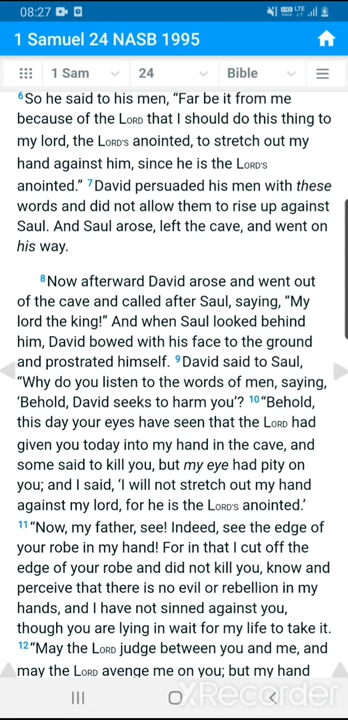 08:27
LTE
1 Samuel 24 NASB 1995
1 Sam 24 Bible
6So he said to his men, “Far be it from me
because of the LORD that I should do this thing to
my lord, the LORD’S anointed, to stretch out my
hand against him, since he is the LORD’S
anointed.” 7David persuaded his men with these
words and did not allow them to rise up against
Saul. And Saul arose, left the cave, and went on
his way.
8Now afterward David arose and went out
of the cave and called after Saul, saying, “My
lord the king!” And when Saul looked behind
him, David bowed with his face to the ground
and prostrated himself. 9David said to Saul,
“Why do you listen to the words of men, saying,
‘Behold, David seeks to harm you’? 10“Behold,
this day your eyes have seen that the LORD had
given you today into my hand in the cave, and
some said to kill you, but my eye had pity on
you; and I said, ‘I will not stretch out my hand
against my lord, for he is the LORD’S anointed.’
11“Now, my father, see! Indeed, see the edge of
your robe in my hand! For in that I cut off the
edge of your robe and did not kill you, know and
perceive that there is no evil or rebellion in my
hands, and I have not sinned against you,
though you are lying in wait for my life to take it.
12“May the LORD judge between you and me, and
may the LORD avenge me on you; but my hand
XRecorder